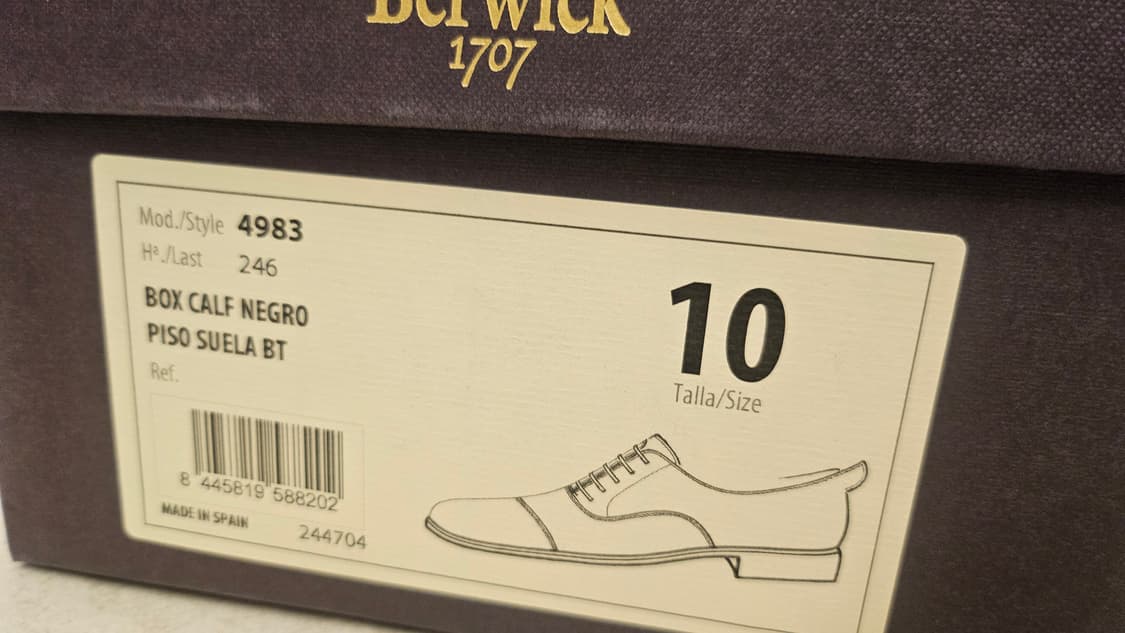 Berwick
1707
Mod./Style 4983
Hª./Last 246
BOX CALF NEGRO
PISO SUELA BT
Ref.
10
Talla/Size
8 445819 588202
MADE IN SPAIN
244704